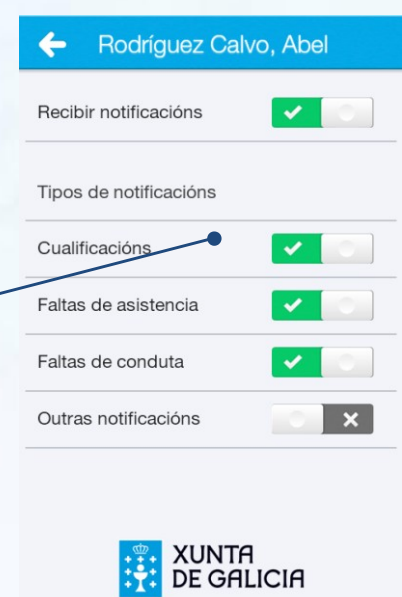 Rodríguez Calvo, Abel
Recibir notificacións
Tipos de notificacións
Cualificacións
Faltas de asistencia
Faltas de conduta
Outras notificacións
XUNTA
DE GALICIA